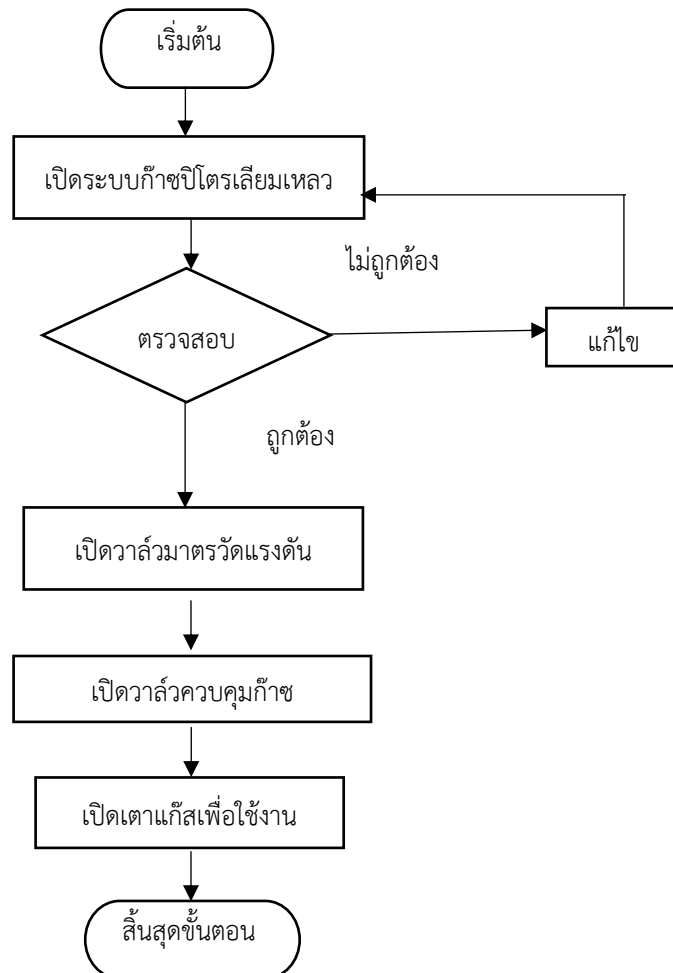 เริ่มต้น
เปิดระบบก๊าซปิโตรเลียมเหลว
ไม่ถูกต้อง
ตรวจสอบ
แก้ไข
ถูกต้อง
เปิดวาล์วมาตรวัดแรงดัน
เปิดวาล์วควบคุมก๊าซ
เปิดเตาแก๊สเพื่อใช้งาน
สิ้นสุดขั้นตอน